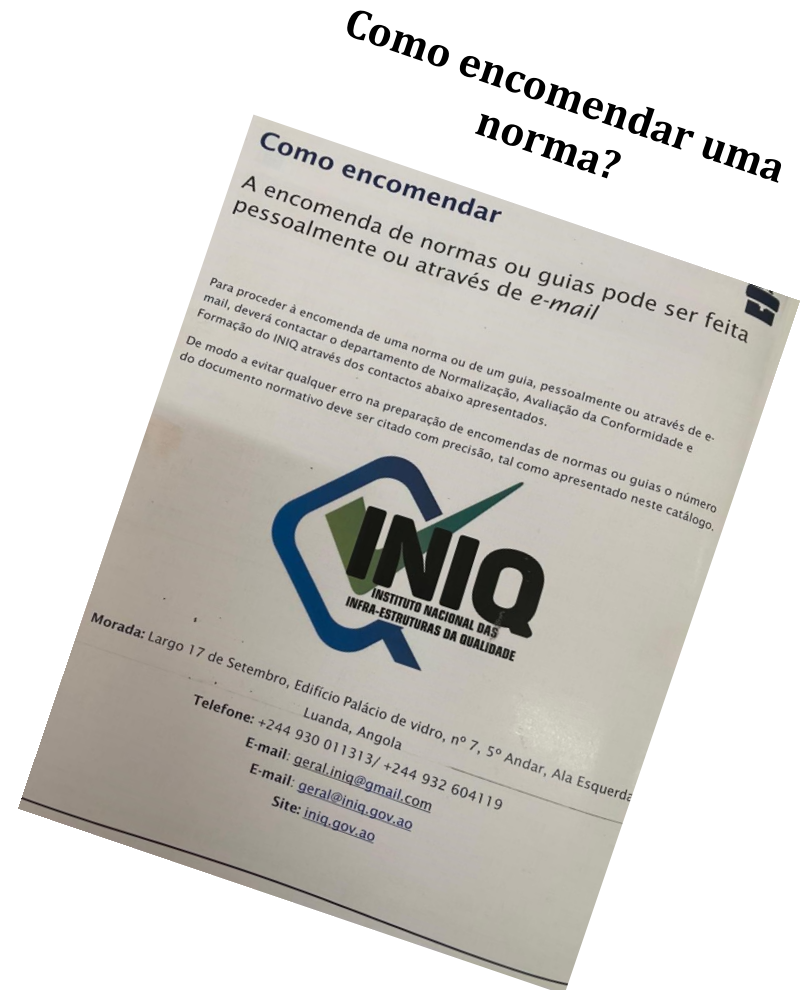 Como encomendar uma
norma?
Como encomendar
A encomenda de normas ou guias pode ser feita
pessoalmente ou através de e-mail
Para proceder à encomenda de uma norma ou de um guia, pessoalmente ou através de e-
mail, deverá contactar o departamento de Normalização, Avaliação da Conformidade e
Formação do INIQ através dos contactos abaixo apresentados.
De modo a evitar qualquer erro na preparação de encomendas de normas ou guias o número
do documento normativo deve ser citado com precisão, tal como apresentado neste catálogo.
INIQ
INSTITUTO NACIONAL DAS
INFRA-ESTRUTURAS DA QUALIDADE
Morada: Largo 17 de Setembro, Edifício Palácio de vidro, nº 7, 5º Andar, Ala Esquerda
Luanda, Angola
Telefone: +244 930 011313/ +244 932 604119
E-mail: geral.iniq@gmail.com
E-mail: geral@iniq.gov.ao
Site: iniq.gov.ao